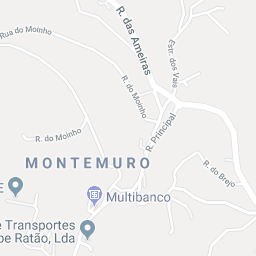 Rua do Moinho
R. das Ameiras
Estr. dos Vais
R. do Moinho
R. do Moinho
R. Principal
MONTEMURO
R. do Brejo
E
Multibanco
e Transportes
be Ratão, Lda